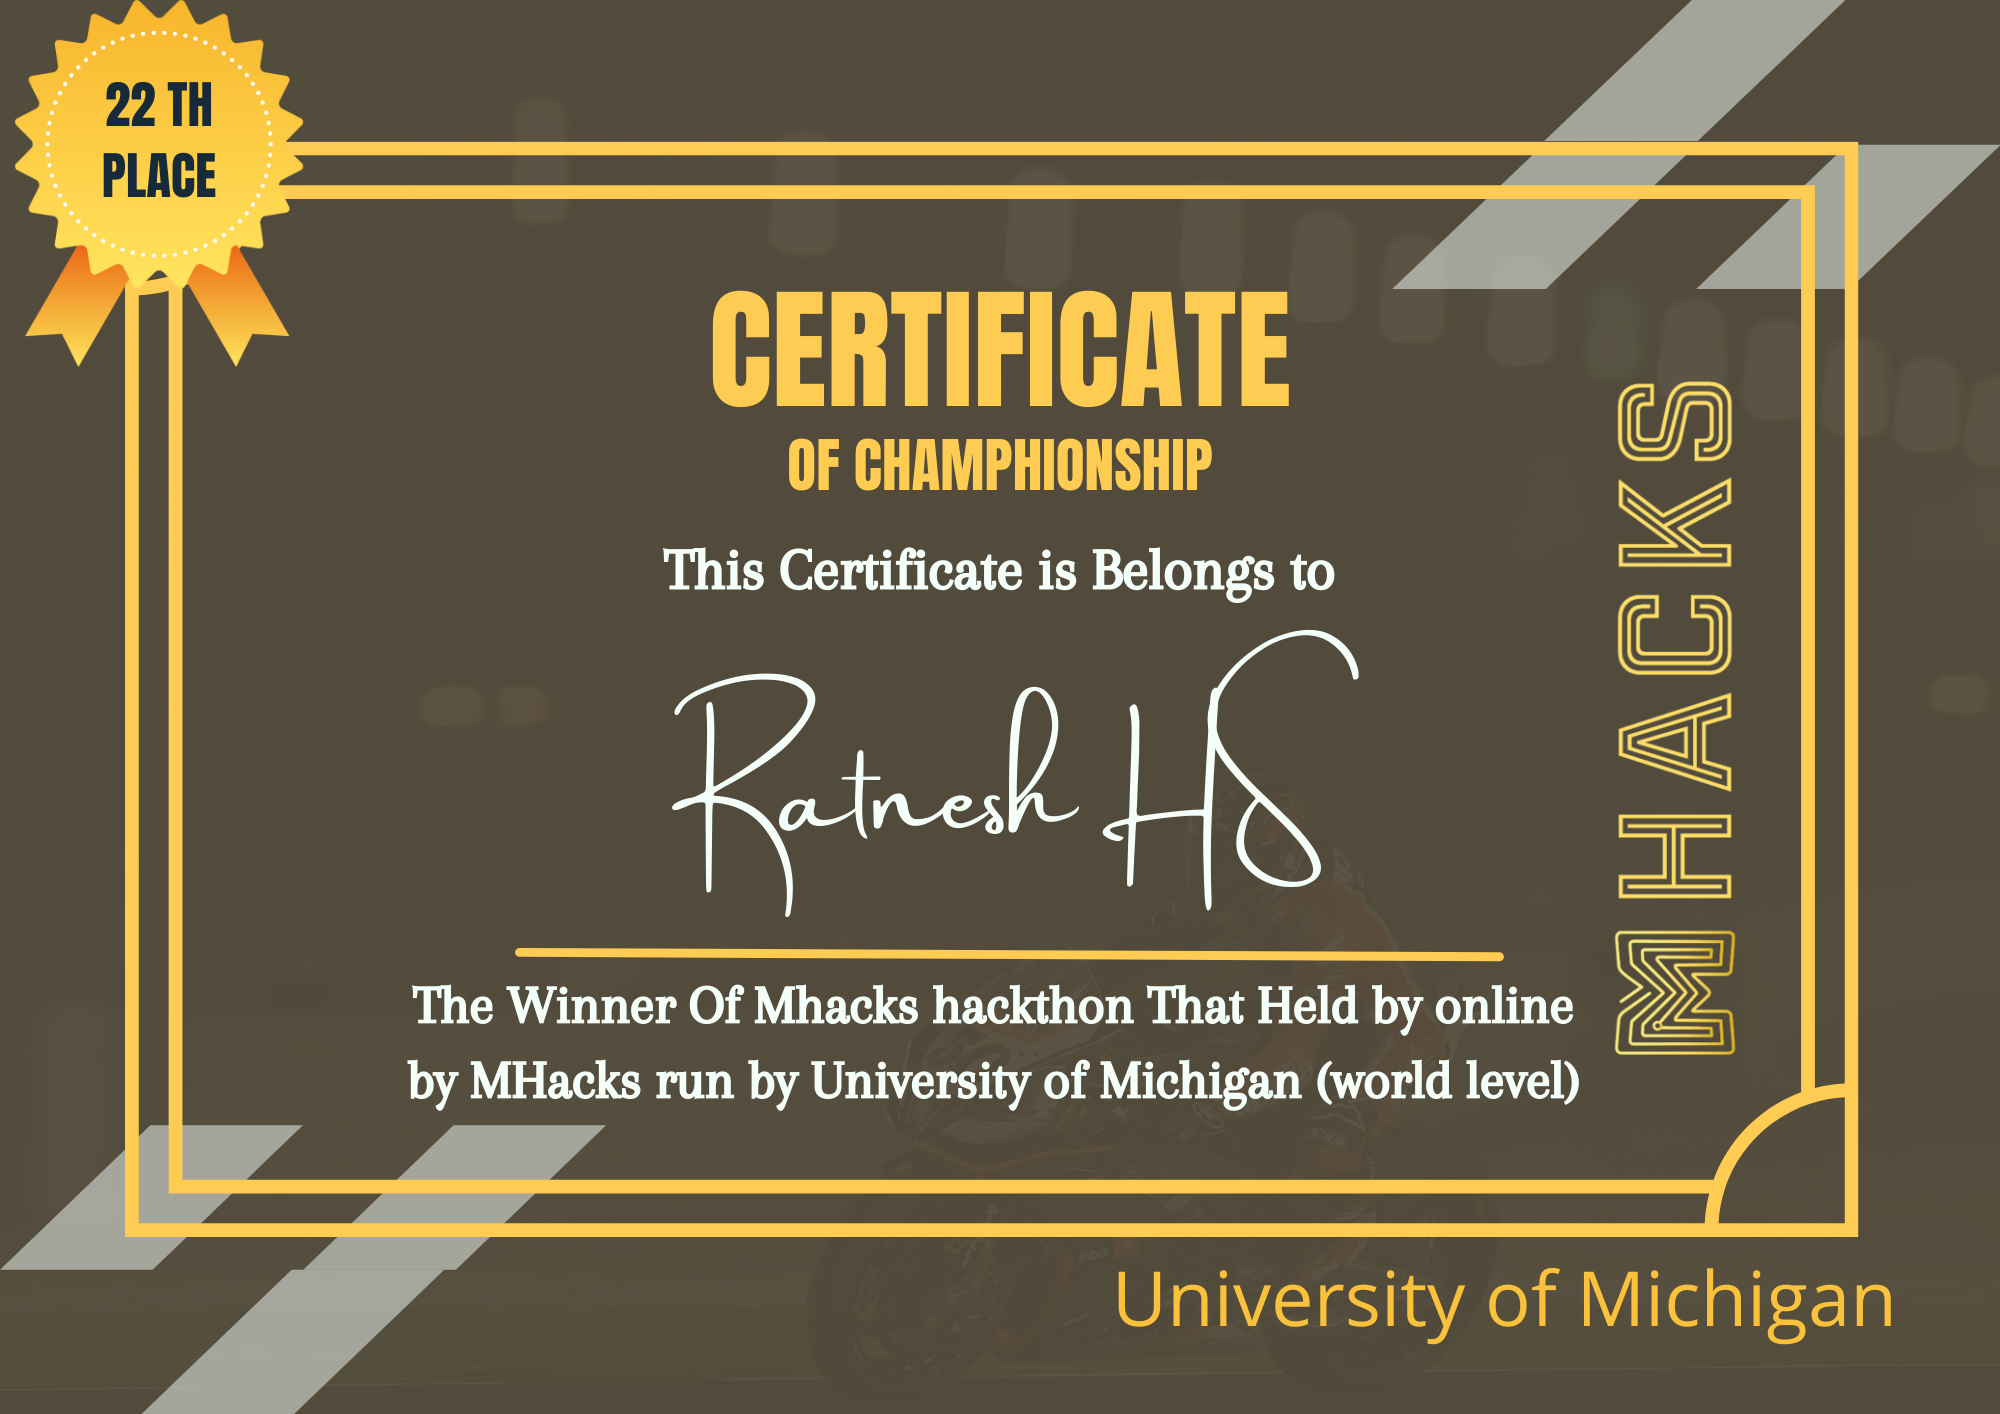 22 TH
PLACE
CERTIFICATE
OF CHAMPHIONSHIP
This Certificate is Belongs to
Ratnesh HS
The Winner Of Mhacks hackthon That Held by online
by MHacks run by University of Michigan (world level)
MHACKS
University of Michigan